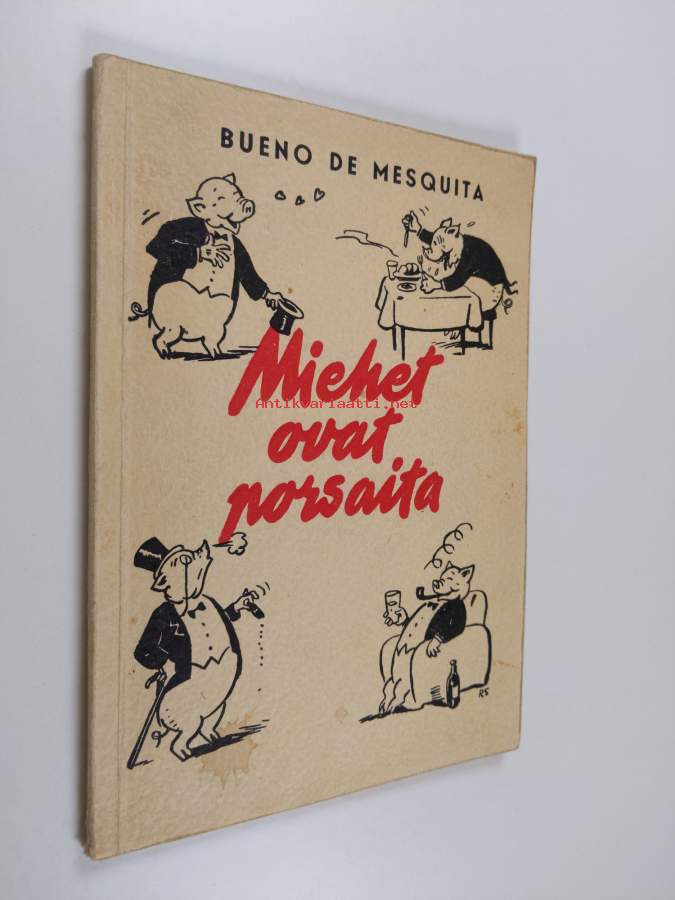 BUENO DE MESQUITA
Miehet
Antikvariaatti.net
ovat
porsaita
RS